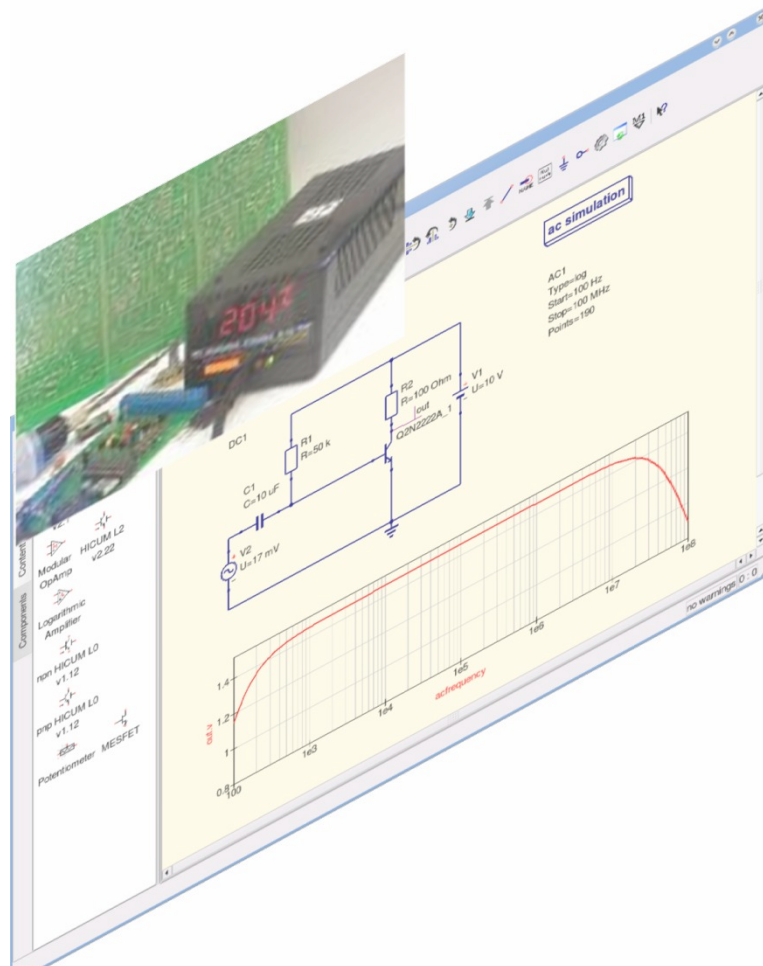 204.2
NAME
ac simulation
AC1
Type=log
Start=100 Hz
Stop=100 MHz
Points=190
DC1
R1
R=50 k
R2
R=100 Ohm
out
Q2N2222A_1
V1
U=10 V
C1
C=10 uF
V2
U=17 mV
Content
Components
Modular
OpAmp
HICUM L2
v2.22
Logarithmic
Amplifier
npn HICUM L0
v1.12
pnp HICUM L0
v1.12
Potentiometer
MESFET
out.v
1.4
1.2
1
0.8
100
1e3
1e4
1e5
1e6
1e7
1e8
acfrequency
no warnings 0 : 0